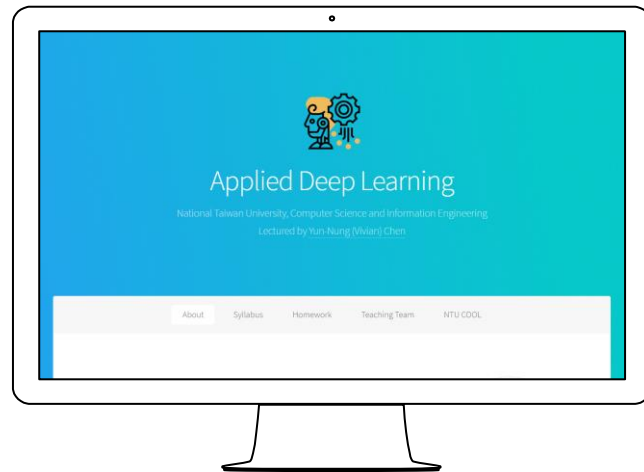 Applied Deep Learning
National Taiwan University, Computer Science and Information Engineering
Lectured by Yun-Nung (Vivian) Chen
About
Syllabus
Homework
Teaching Team
NTU COOL